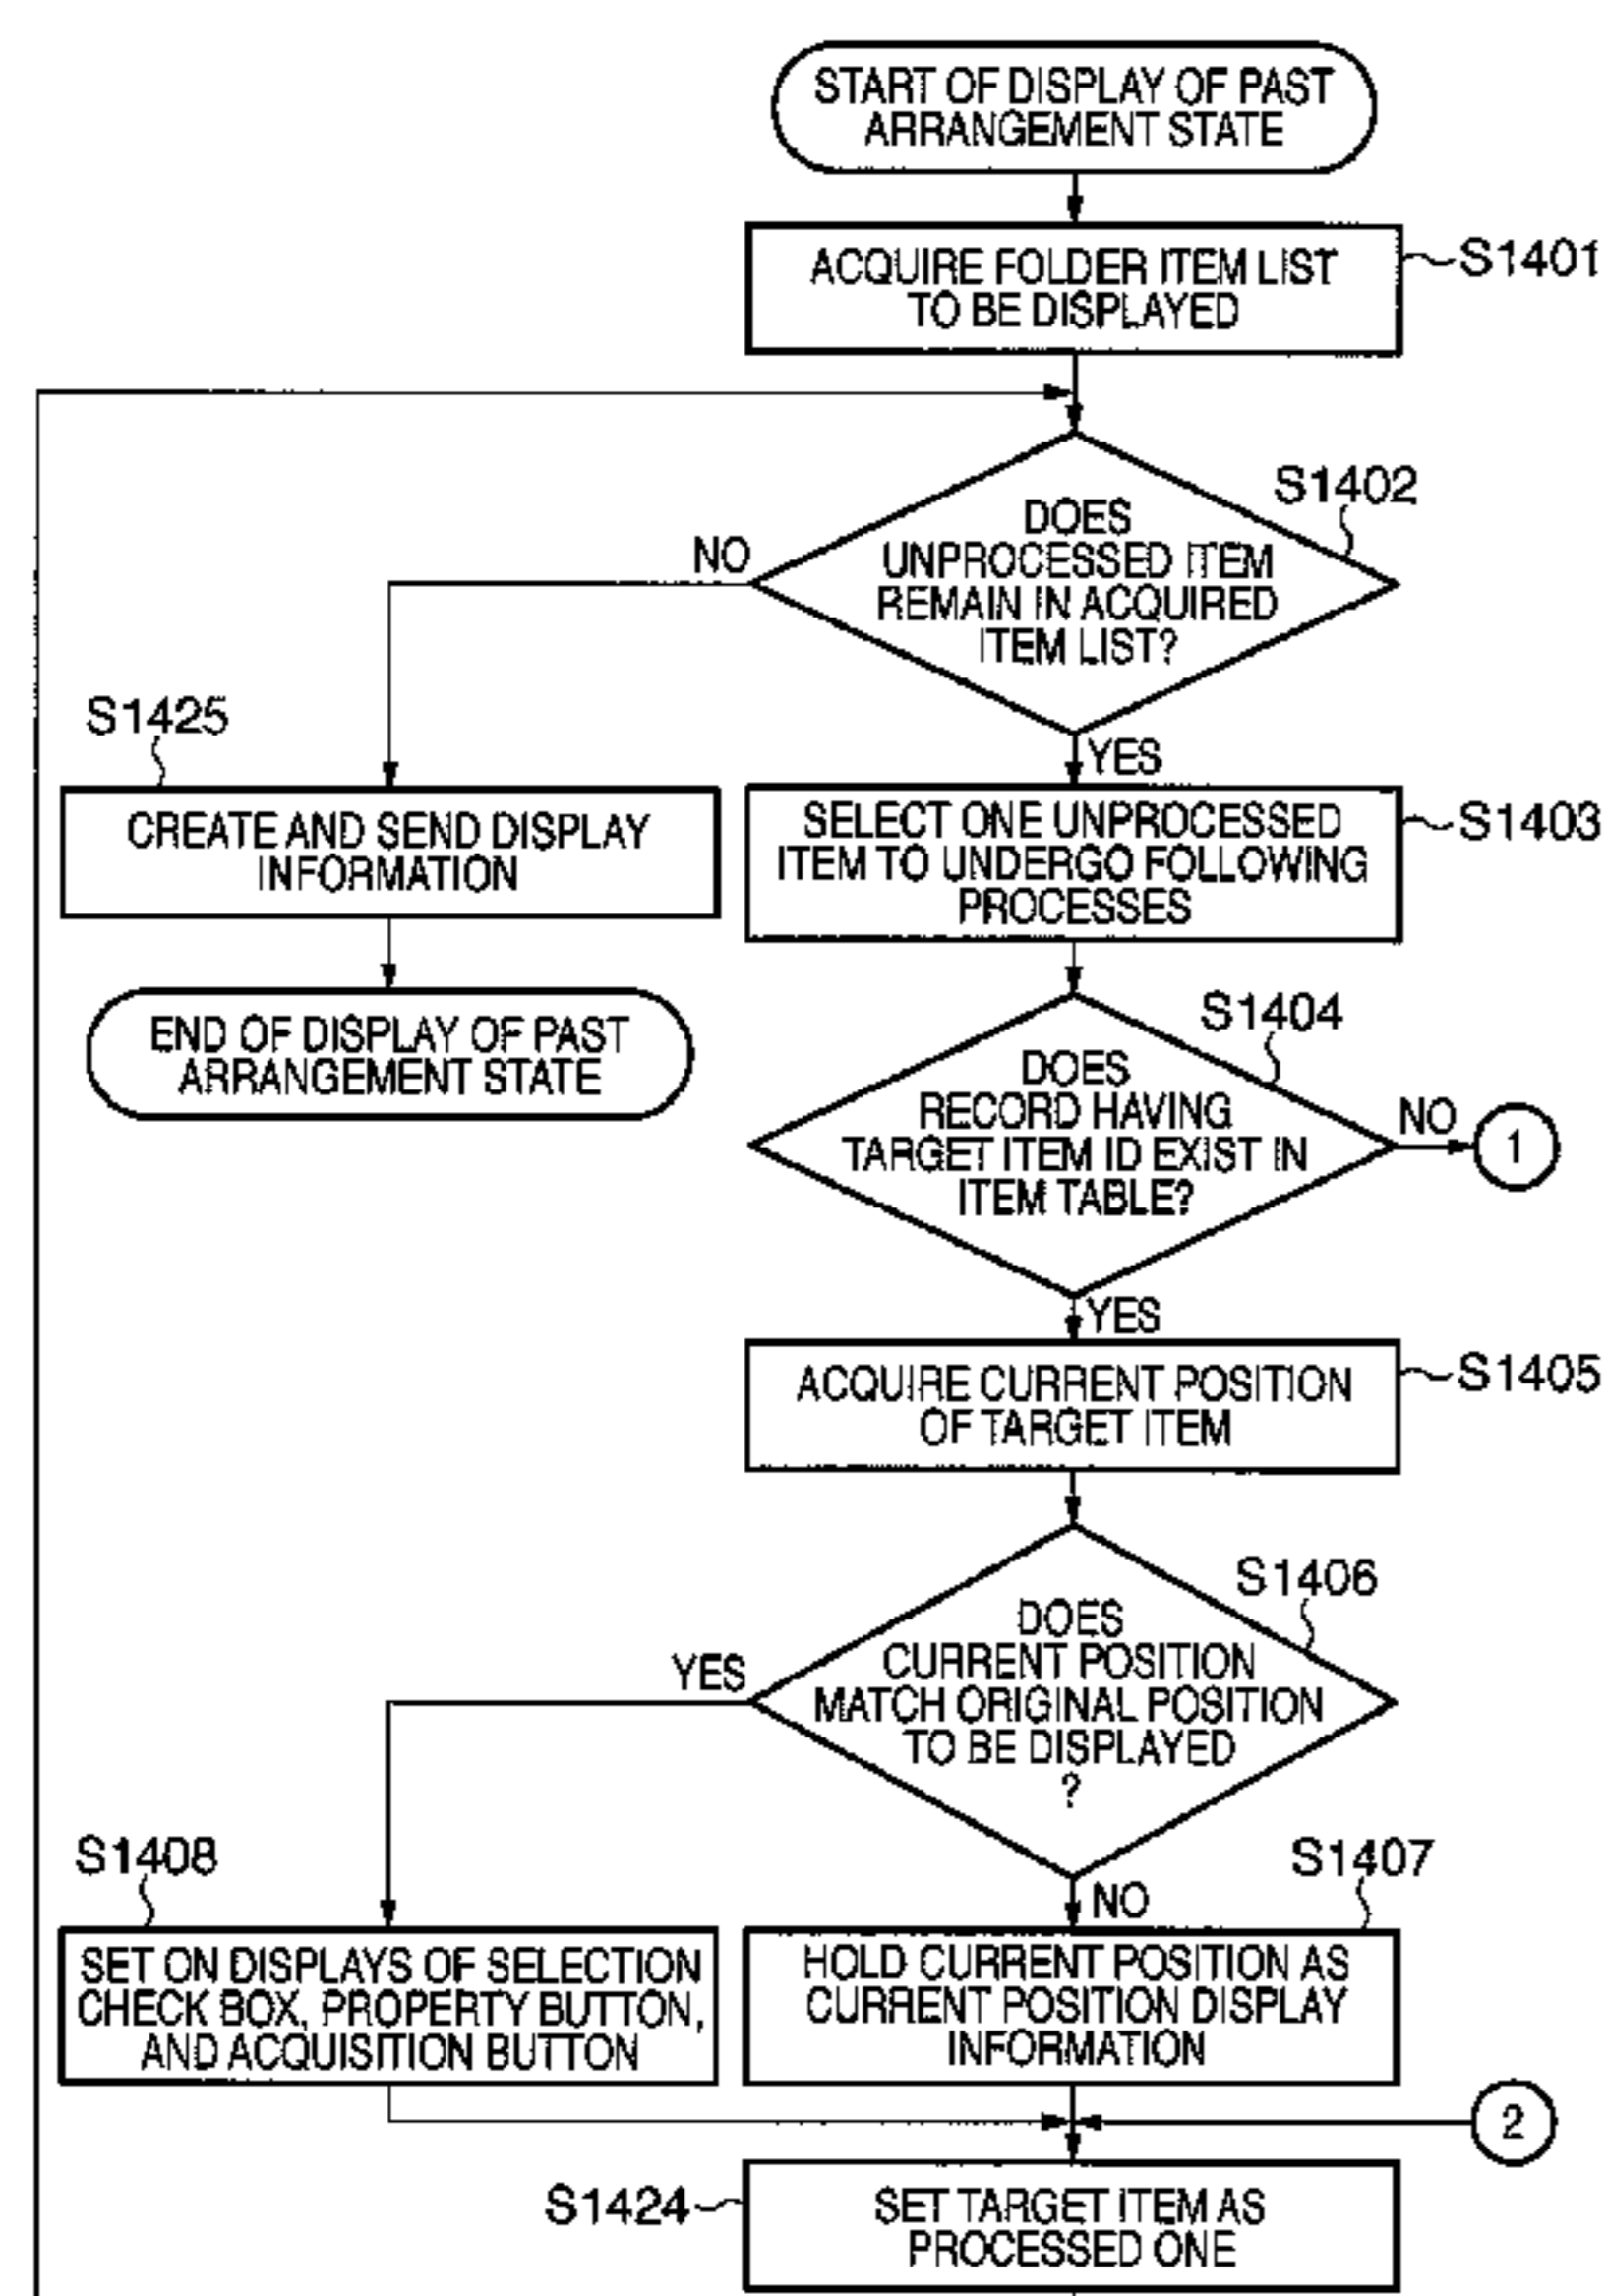 START OF DISPLAY OF PAST
ARRANGEMENT STATE
ACQUIRE FOLDER ITEM LIST
TO BE DISPLAYED
S1401
S1402
DOES
UNPROCESSED ITEM
REMAIN IN ACQUIRED
ITEM LIST?
NO
YES
S1425
CREATE AND SEND DISPLAY
INFORMATION
END OF DISPLAY OF PAST
ARRANGEMENT STATE
SELECT ONE UNPROCESSED
ITEM TO UNDERGO FOLLOWING
PROCESSES
S1403
S1404
DOES
RECORD HAVING
TARGET ITEM ID EXIST IN
ITEM TABLE?
NO
1
YES
ACQUIRE CURRENT POSITION
OF TARGET ITEM
S1405
S1406
DOES
CURRENT POSITION
MATCH ORIGINAL POSITION
TO BE DISPLAYED
?
YES
NO
S1408
SET ON DISPLAYS OF SELECTION
CHECK BOX, PROPERTY BUTTON,
AND ACQUISITION BUTTON
S1407
HOLD CURRENT POSITION AS
CURRENT POSITION DISPLAY
INFORMATION
2
S1424
SET TARGET ITEM AS
PROCESSED ONE